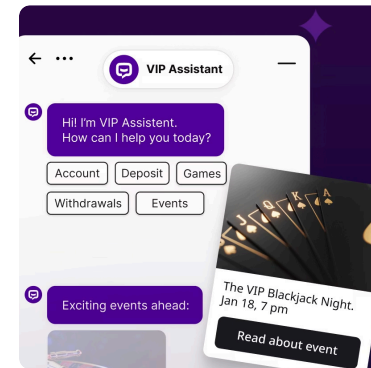 VIP Assistant
Hi! I'm VIP Assistent.
How can I help you today?
Account
Deposit
Games
Withdrawals
Events
Exciting events ahead:
J
Q
K
A
The VIP Blackjack Night.
Jan 18, 7 pm
Read about event